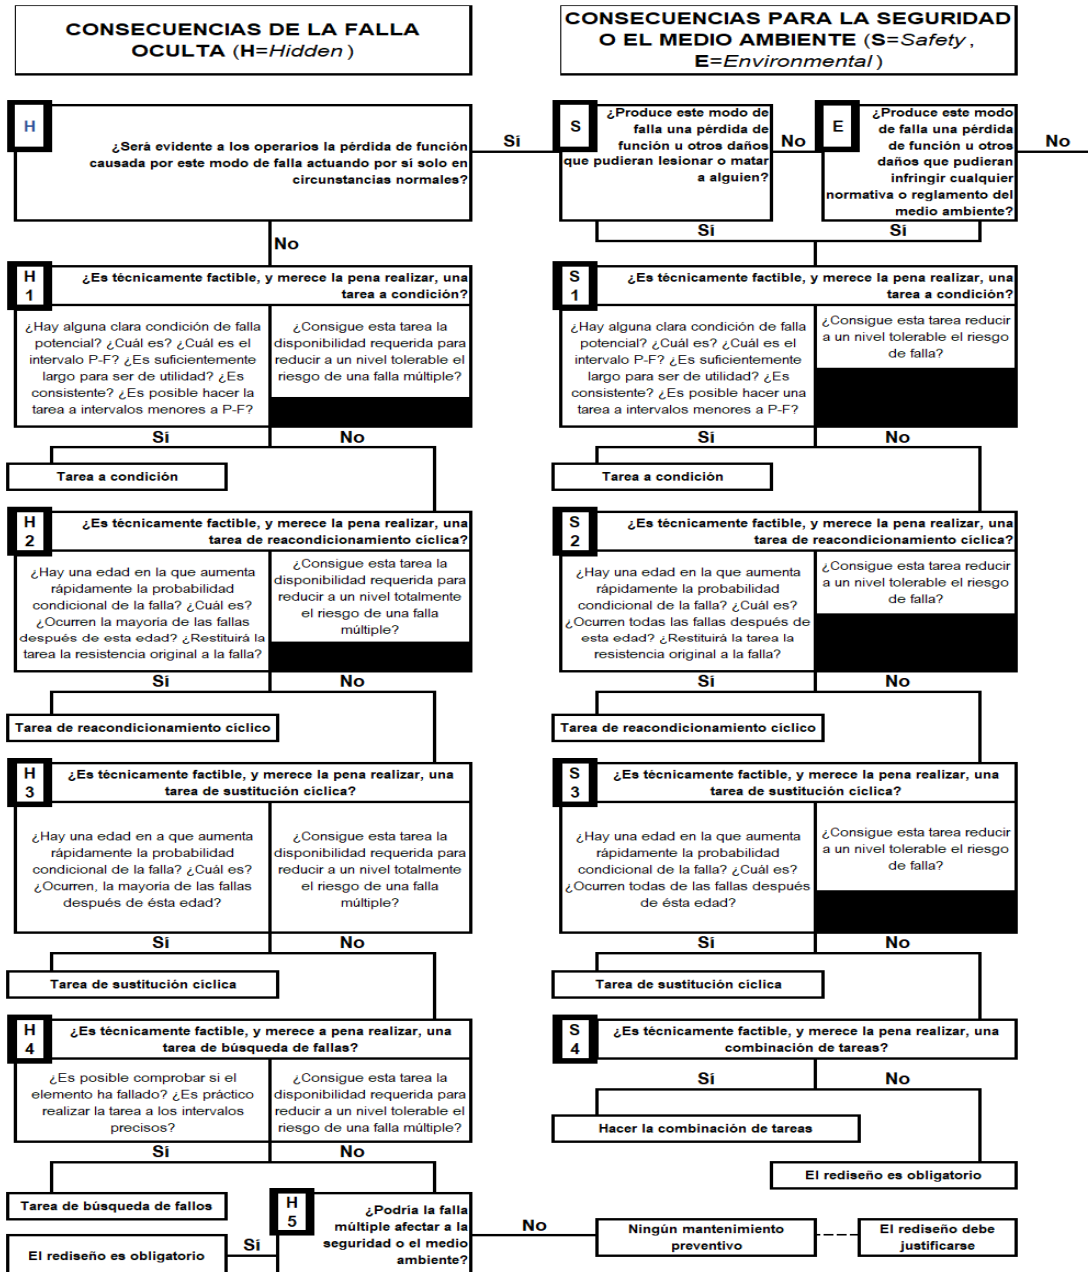 CONSECUENCIAS DE LA FALLA
OCULTA (H=Hidden)
CONSECUENCIAS PARA LA SEGURIDAD
O EL MEDIO AMBIENTE (S=Safety,
E=Environmental)
H
¿Será evidente a los operarios la pérdida de función
causada por este modo de falla actuando por sí solo en
circunstancias normales?
Sí
S
¿Produce este modo de
falla una pérdida de
función u otros daños
que pudieran lesionar o matar
a alguien?
No
E
¿Produce este modo
de falla una pérdida
de función u otros
daños que pudieran
infringir cualquier
normativa o reglamento del
medio ambiente?
No
No
Sí
Sí
H
1
¿Es técnicamente factible, y merece la pena realizar, una
tarea a condición?
¿Hay alguna clara condición de falla
potencial? ¿Cuál es? ¿Cuál es el
intervalo P-F? ¿Es suficientemente
largo para ser de utilidad? ¿Es
consistente? ¿Es posible hacer la
tarea a intervalos menores a P-F?
¿Consigue esta tarea la
disponibilidad requerida para
reducir a un nivel tolerable el
riesgo de una falla múltiple?
Sí
No
Tarea a condición
S
1
¿Es técnicamente factible, y merece la pena realizar, una
tarea a condición?
¿Hay alguna clara condición de falla
potencial? ¿Cuál es? ¿Cuál es el
intervalo P-F? ¿Es suficientemente
largo para ser de utilidad? ¿Es
consistente? ¿Es posible hacer una
tarea a intervalos menores a P-F?
¿Consigue esta tarea reducir
a un nivel tolerable el riesgo
de falla?
Sí
No
Tarea a condición
H
2
¿Es técnicamente factible, y merece la pena realizar, una
tarea de reacondicionamiento cíclica?
¿Hay una edad en la que aumenta
rápidamente la probabilidad
condicional de la falla? ¿Cuál es?
¿Ocurren la mayoría de las fallas
después de esta edad? ¿Restituirá la
tarea la resistencia original a la falla?
¿Consigue esta tarea la
disponibilidad requerida para
reducir a un nivel totalmente
el riesgo de una falla
múltiple?
Sí
No
Tarea de reacondicionamiento cíclico
S
2
¿Es técnicamente factible, y merece la pena realizar, una
tarea de reacondicionamiento cíclica?
¿Hay una edad en la que aumenta
rápidamente la probabilidad
condicional de la falla? ¿Cuál es?
¿Ocurren todas las fallas después de
esta edad? ¿Restituirá la tarea la
resistencia original a la falla?
¿Consigue esta tarea reducir
a un nivel tolerable el riesgo
de falla?
Sí
No
Tarea de reacondicionamiento cíclico
H
3
¿Es técnicamente factible, y merece la pena realizar, una
tarea de sustitución cíclica?
¿Hay una edad en a que aumenta
rápidamente la probabilidad
condicional de la falla? ¿Cuál es?
¿Ocurren, la mayoría de las fallas
después de ésta edad?
¿Consigue esta tarea la
disponibilidad requerida para
reducir a un nivel totalmente
el riesgo de una falla
múltiple?
Sí
No
Tarea de sustitución cíclica
S
3
¿Es técnicamente factible, y merece la pena realizar, una
tarea de sustitución cíclica?
¿Hay una edad en la que aumenta
rápidamente la probabilidad
condicional de la falla? ¿Cuál es?
¿Ocurren todas de las fallas después
de ésta edad?
¿Consigue esta tarea reducir
a un nivel tolerable el riesgo
de falla?
Sí
No
Tarea de sustitución cíclica
H
4
¿Es técnicamente factible, y merece a pena realizar, una
tarea de búsqueda de fallas?
¿Es posible comprobar si el
elemento ha fallado? ¿Es práctico
realizar la tarea a los intervalos
precisos?
¿Consigue esta tarea la
disponibilidad requerida para
reducir a un nivel tolerable el
riesgo de una falla múltiple?
Sí
No
Tarea de búsqueda de fallos
S
4
¿Es técnicamente factible, y merece la pena realizar, una
combinación de tareas?
Sí
No
Hacer la combinación de tareas
El rediseño es obligatorio
H
5
¿Podría la falla
múltiple afectar a la
seguridad o el medio
ambiente?
Sí
El rediseño es obligatorio
No
Ningún mantenimiento
preventivo
El rediseño debe
justificarse